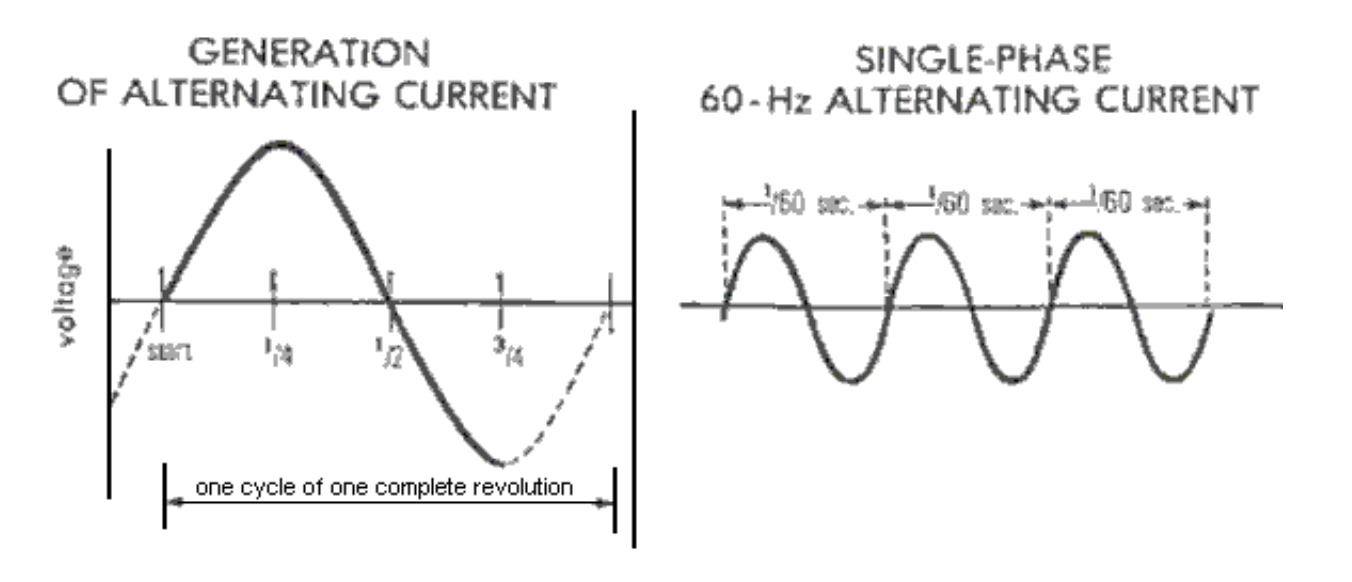 GENERATION
OF ALTERNATING CURRENT
voltage
start
1/4
1/2
3/4
one cycle of one complete revolution
SINGLE-PHASE
60-Hz ALTERNATING CURRENT
1/60 sec. 1/60 sec. 1/60 sec.